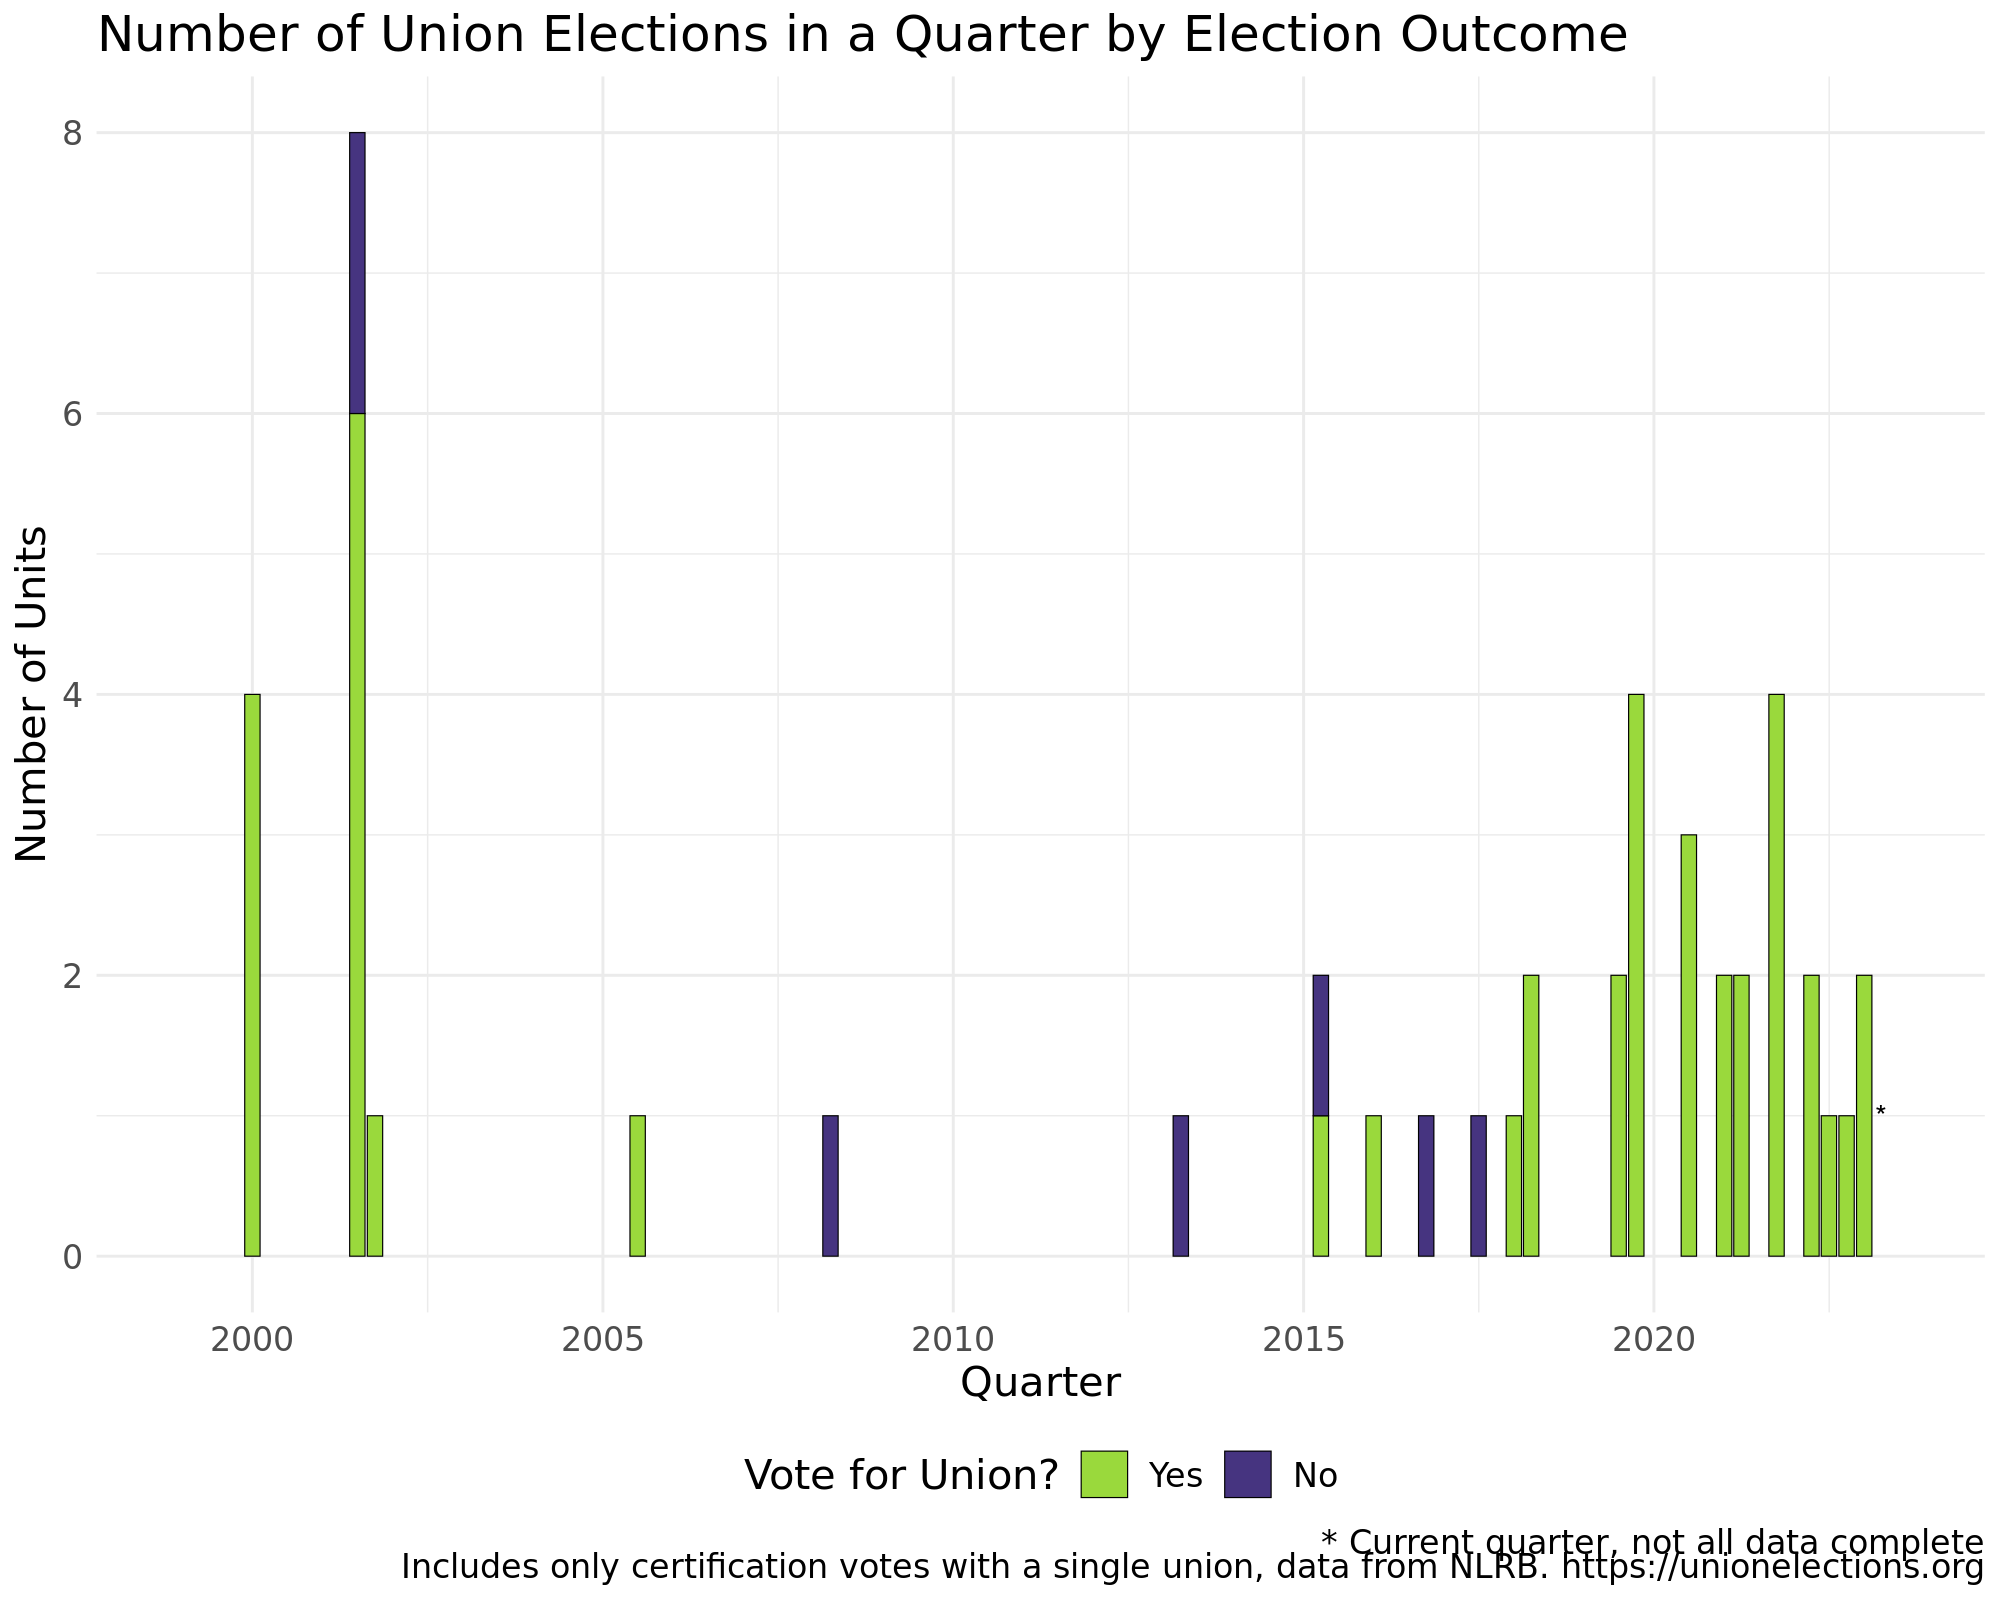 Number of Union Elections in a Quarter by Election Outcome
Number of Units
8
6
4
2
0
*
2000 2005 2010 2015 2020
Quarter
Vote for Union? Yes No
* Current quarter, not all data complete
Includes only certification votes with a single union, data from NLRB. https://unionelections.org